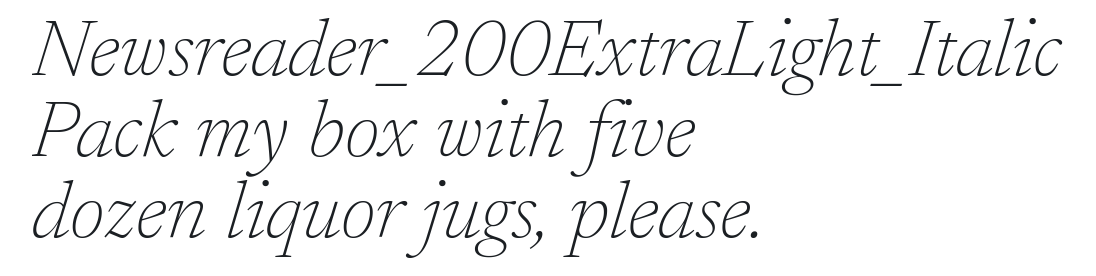 Newsreader_200ExtraLight_Italic
Pack my box with five
dozen liquor jugs, please.